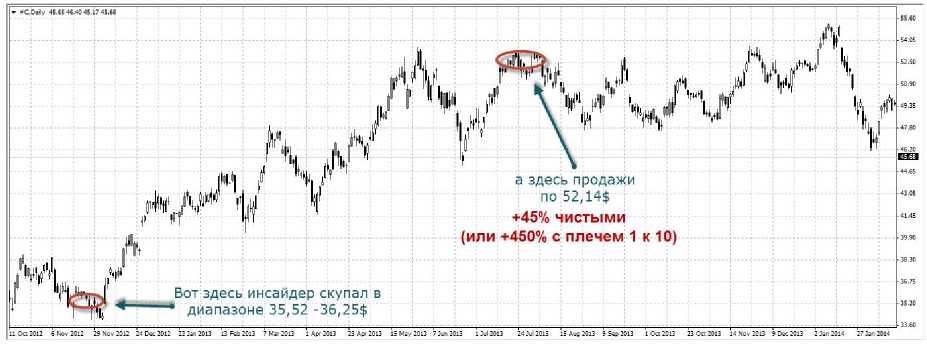 #C,Daily 45.65 46.40 45.17 45.68
55.60
54.05
52.50
50.90
49.35
47.80
46.20
45.68
44.65
43.08
41.45
39.90
38.30
36.75
35.20
33.60
а здесь продажи
по 52,14$
+45% чистыми
(или +450% с плечем 1 к 10)
Вот здесь инсайдер скупал в
диапазоне 35,52 -36,25$
11 Oct 2012 6 Nov 2012 29 Nov 2012 24 Dec 2012 22 Jan 2013 13 Feb 2013 8 Mar 2013 3 Apr 2013 25 Apr 2013 15 May 2013 7 Jun 2013 1 Jul 2013 24 Jul 2013 15 Aug 2013 9 Sep 2013 1 Oct 2013 23 Oct 2013 14 Nov 2013 9 Dec 2013 2 Jan 2014 27 Jan 2014